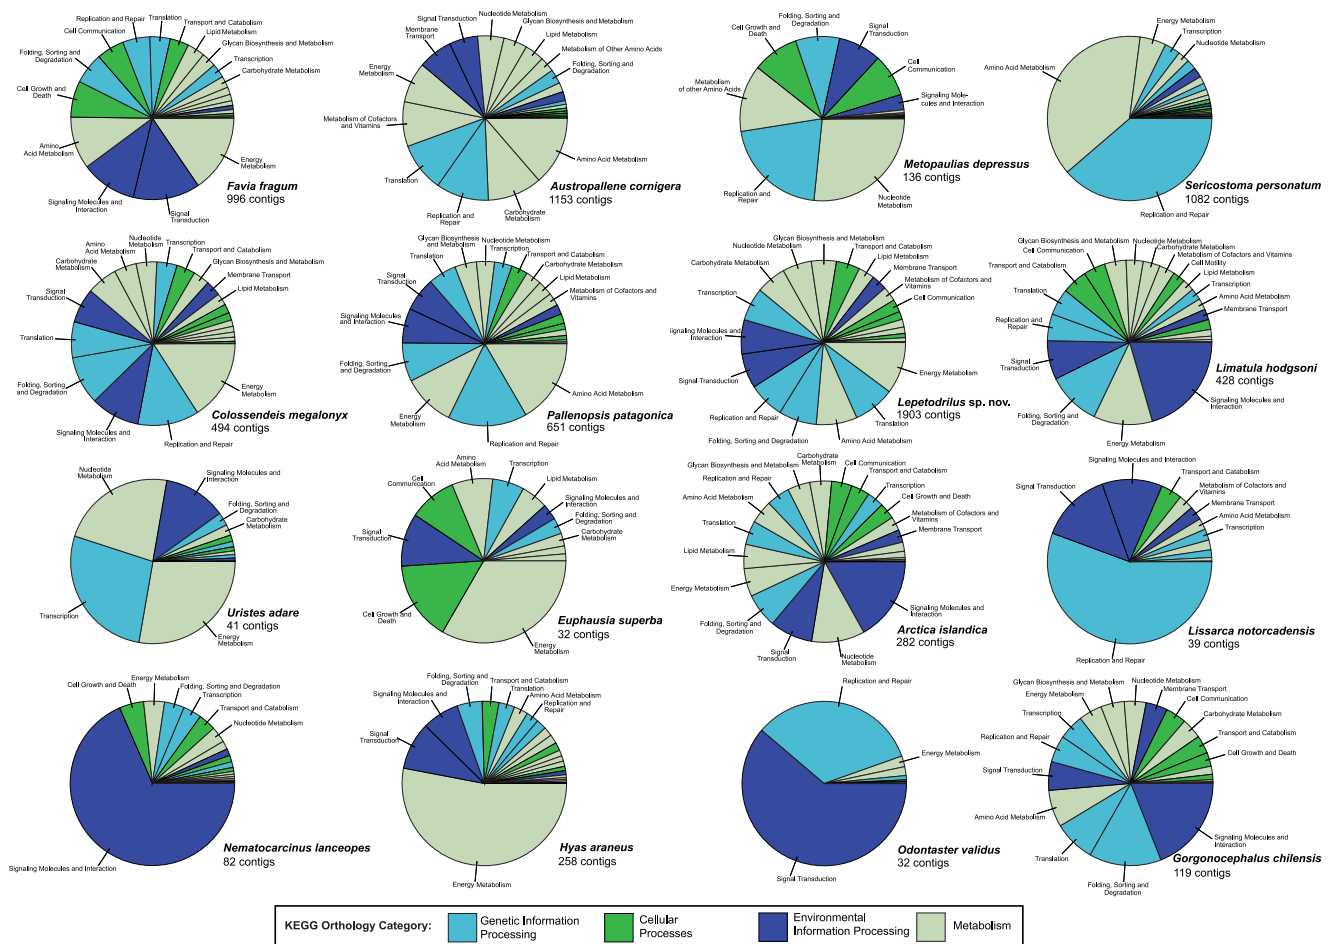 Replication and Repair
Cell Communication
Folding, Sorting and
Degradation
Cell Growth
and Death
Amino
Acid Metabolism
Signaling Molecules and
Interaction
Signal
Transduction
Energy
Metabolism
Carbohydrate Metabolism
Transcription
Glycan Biosynthesis and Metabolism
Lipid Metabolism
Transport and Catabolism
Translation
Favia fragum
996 contigs
Signal Transduction
Membrane
Transport
Energy
Metabolism
Metabolism of Cofactors
and Vitamins
Translation
Replication and
Repair
Carbohydrate
Metabolism
Amino Acid Metabolism
Folding, Sorting and
Degradation
Metabolism of Other Amino Acids
Lipid Metabolism
Glycan Biosynthesis and Metabolism
Nucleotide Metabolism
Austropallene cornigera
1153 contigs
Folding, Sorting and
Degradation
Cell Growth and
Death
Metabolism
of other Amino Acids
Replication and
Repair
Nucleotide
Metabolism
Signaling Mole-
cules and Interaction
Cell
Communication
Signal
Transduction
Metopaulias depressus
136 contigs
Energy Metabolism
Transcription
Nucleotide Metabolism
Amino Acid Metabolism
Replication and Repair
Sericostoma personatum
1082 contigs
Nucleotide
Metabolism
Amino
Acid Metabolism
Carbohydrate
Metabolism
Signal
Transduction
Translation
Folding, Sorting
and Degradation
Signaling Molecules
and Interaction
Replication and Repair
Energy
Metabolism
Lipid Metabolism
Membrane Transport
Glycan Biosynthesis and Metabolism
Transport and Catabolism
Transcription
Colossendeis megalonyx
494 contigs
Glycan Biosynthesis
and Metabolism
Translation
Signal
Transduction
Signaling Molecules
and Interaction
Folding, Sorting
and Degradation
Energy
Metabolism
Replication and Repair
Amino Acid Metabolism
Metabolism of Cofactors and
Vitamins
Lipid Metabolism
Carbohydrate Metabolism
Transport and Catabolism
Transcription
Nucleotide Metabolism
Pallenopsis patagonica
651 contigs
Glycan Biosynthesis and Metabolism
Nucleotide Metabolism
Carbohydrate Metabolism
Transcription
Signaling Molecules and
Interaction
Signal Transduction
Replication and Repair
Folding, Sorting and Degradation
Amino Acid Metabolism
Translation
Energy Metabolism
Cell Communication
Metabolism of Cofactors and
Vitamins
Membrane Transport
Lipid Metabolism
Transport and Catabolism
Lepetodrilus sp. nov.
1903 contigs
Glycan Biosynthesis and Metabolism
Cell Communication
Transport and Catabolism
Translation
Replication and
Repair
Signal
Transduction
Folding, Sorting and
Degradation
Energy Metabolism
Signaling Molecules and
Interaction
Membrane Transport
Amino Acid Metabolism
Transcription
Lipid Metabolism
Cell Motility
Metabolism of Cofactors and Vitamins
Carbohydrate Metabolism
Nucleotide Metabolism
Limatula hodgsoni
428 contigs
Nucleotide
Metabolism
Signaling Molecules and
Interaction
Folding, Sorting and
Degradation
Carbohydrate
Metabolism
Transcription
Energy
Metabolism
Uristes adare
41 contigs
Amino
Acid Metabolism
Cell
Communication
Signal
Transduction
Cell Growth and
Death
Energy
Metabolism
Carbohydrate
Metabolism
Folding, Sorting and
Degradation
Signaling Molecules and
Interaction
Lipid Metabolism
Transcription
Euphausia superba
32 contigs
Carbohydrate
Metabolism
Glycan Biosynthesis and Metabolism
Replication and Repair
Amino Acid Metabolism
Translation
Lipid Metabolism
Energy Metabolism
Folding, Sorting
and Degradation
Signal
Transduction
Nucleotide
Metabolism
Signaling Molecules and
Interaction
Membrane Transport
Metabolism of Cofactors and
Vitamins
Cell Growth and Death
Transcription
Transport and Catabolism
Cell Communication
Arctica islandica
282 contigs
Signaling Molecules and Interaction
Signal Transduction
Transport and Catabolism
Metabolism of Cofactors and
Vitamins
Membrane Transport
Amino Acid Metabolism
Transcription
Replication and Repair
Lissarca notorcadensis
39 contigs
Energy Metabolism
Cell Growth and Death
Folding, Sorting and Degradation
Transcription
Transport and Catabolism
Nucleotide Metabolism
Signaling Molecules and Interaction
Nematocarcinus lanceopes
82 contigs
Folding, Sorting and
Degradation
Signaling Molecules and
Interaction
Signal
Transduction
Transport and Catabolism
Translation
Amino Acid Metabolism
Replication and
Repair
Energy Metabolism
Hyas araneus
258 contigs
Replication and Repair
Energy Metabolism
Signal Transduction
Odontaster validus
32 contigs
Glycan Biosynthesis and Metabolism
Energy Metabolism
Transcription
Replication and Repair
Signal Transduction
Amino Acid Metabolism
Translation
Folding, Sorting and
Degradation
Signaling Molecules and
Interaction
Cell Growth and Death
Transport and Catabolism
Carbohydrate Metabolism
Cell Communication
Membrane Transport
Nucleotide Metabolism
Gorgonocephalus chilensis
119 contigs
KEGG Orthology Category:
Genetic Information
Processing
Cellular
Processes
Environmental
Information Processing
Metabolism